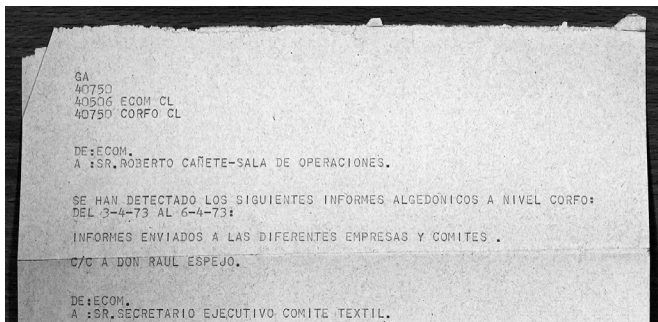 GA
40750
40506 ECOM CL
40750 CORFO CL
DE:ECOM.
A :SR.ROBERTO CAÑETE-SALA DE OPERACIONES.
SE HAN DETECTADO LOS SIGUIENTES INFORMES ALGEDONICOS A NIVEL CORFO:
DEL 3-4-73 AL 6-4-73:
INFORMES ENVIADOS A LAS DIFERENTES EMPRESAS Y COMITES .
C/C A DON RAUL ESPEJO.
DE:ECOM.
A :SR.SECRETARIO EJECUTIVO COMITE TEXTIL.